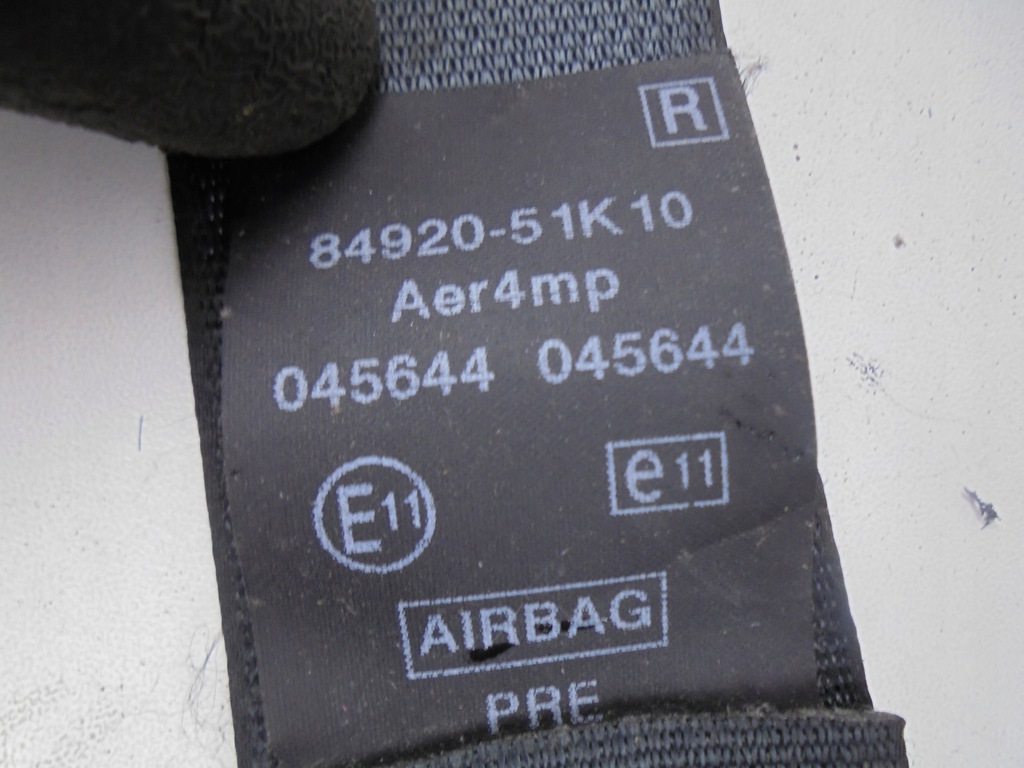 R
84920-51K10
Aer4mp
045644 045644
E11 e11
AIRBAG
PRE